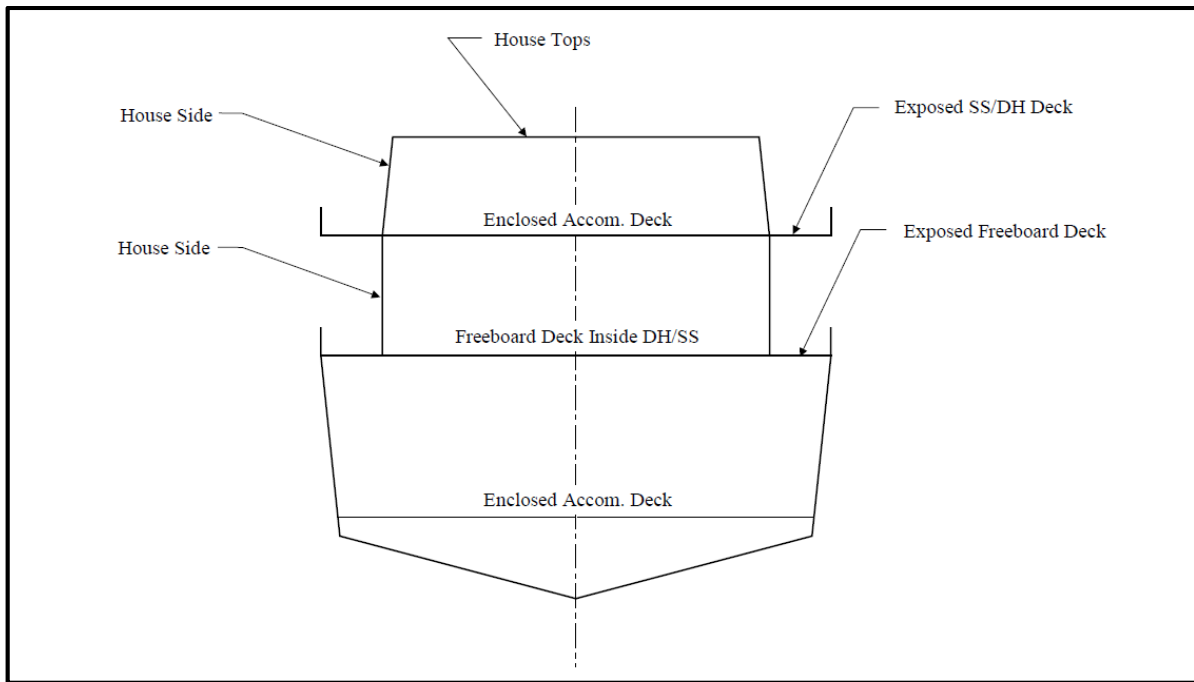 House Tops
House Side
Exposed SS/DH Deck
Enclosed Accom. Deck
House Side
Exposed Freeboard Deck
Freeboard Deck Inside DH/SS
Enclosed Accom. Deck